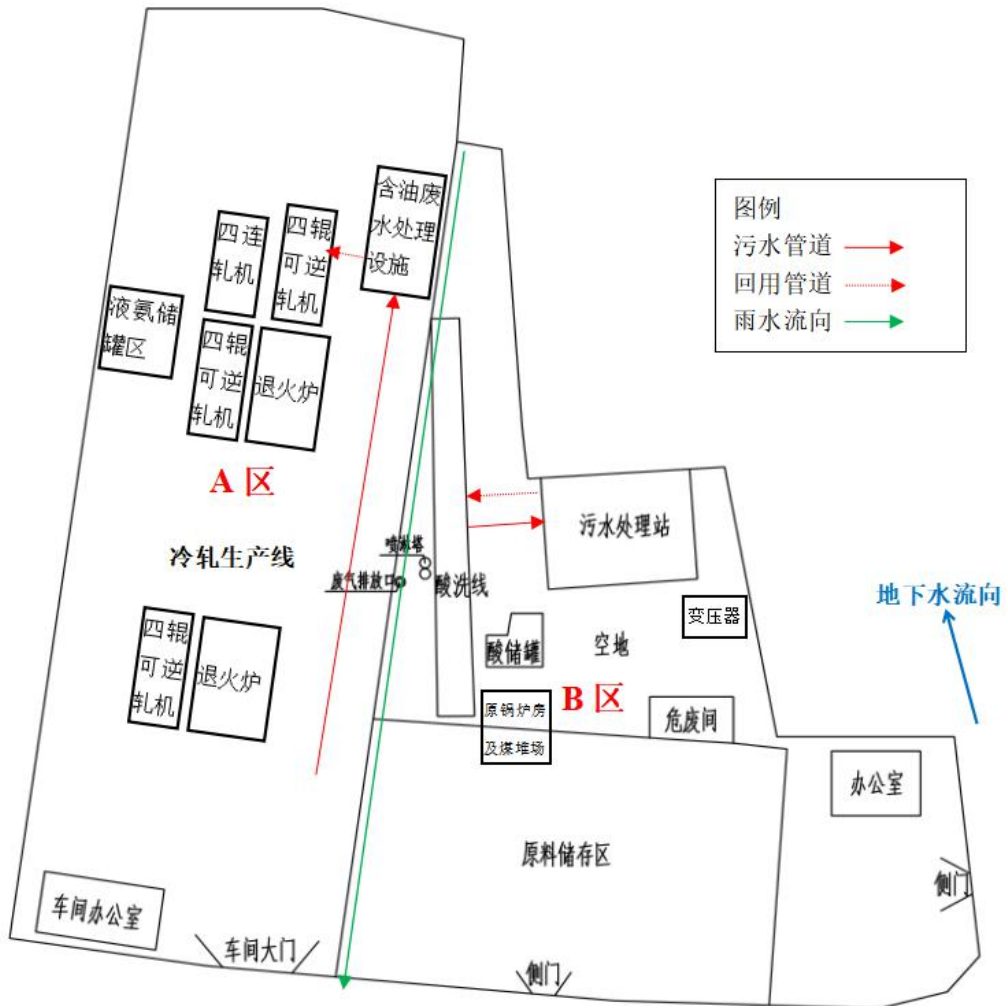 含油废
水处理
设施
四连
轧机
四辊
可逆
轧机
液氨储
罐区
四辊
可逆
轧机
退火炉
A 区
冷轧生产线
四辊
可逆
轧机
退火炉
车间办公室
车间大门
图例
污水管道
回用管道
雨水流向
污水处理站
喷淋塔
废气排放口
酸洗线
变压器
地下水流向
酸储罐
空地
B 区
原锅炉房
及煤堆场
危废间
办公室
原料储存区
侧门
侧门